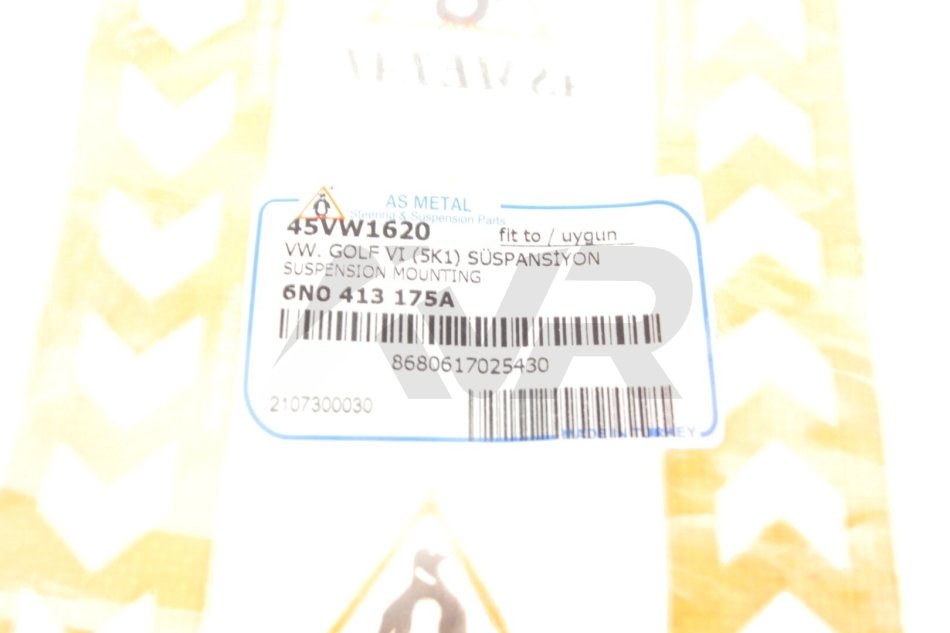 AS METAL
Steering & Suspension Parts
45VW1620 fit to / uygun
VW. GOLF VI (5K1) SÜSPANSİYON
SUSPENSION MOUNTING
6N0 413 175A
8680617025430
2107300030
MADE IN TURKEY
KVR